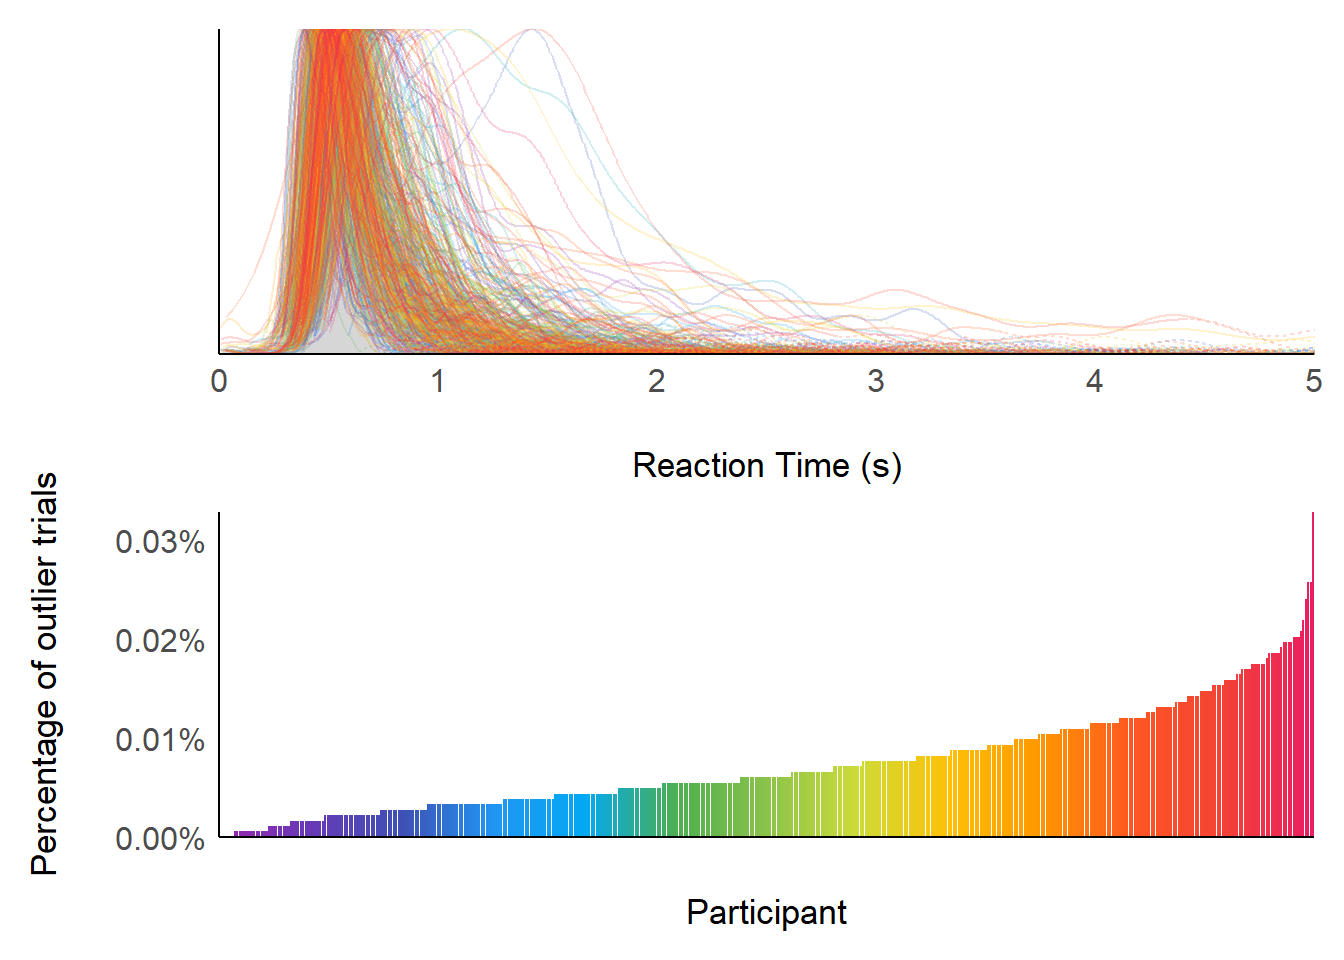 0 1 2 3 4 5
Reaction Time (s)
Percentage of outlier trials
0.03%
0.02%
0.01%
0.00%
Participant